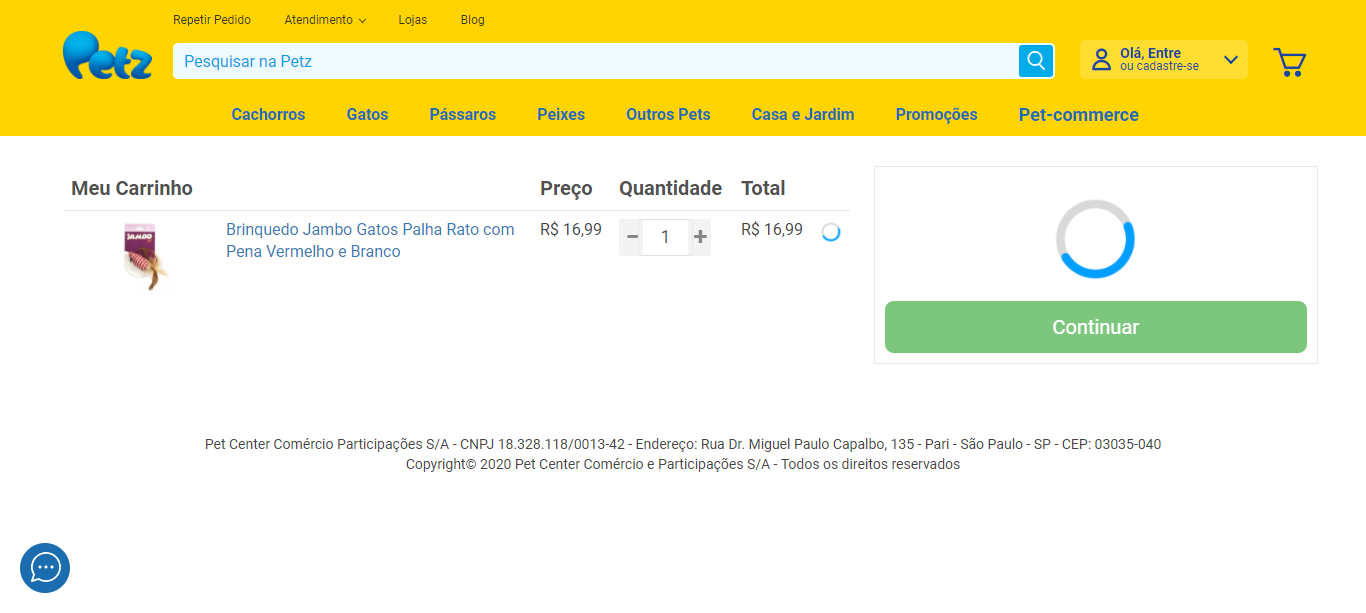 Repetir Pedido Atendimento Lojas Blog
Petz
Pesquisar na Petz
Olá, Entre
ou cadastre-se
Cachorros Gatos Pássaros Peixes Outros Pets Casa e Jardim Promoções Pet-commerce
Meu Carrinho Preço Quantidade Total
JAMBO
Brinquedo Jambo Gatos Palha Rato com R$ 16,99 1 R$ 16,99
Pena Vermelho e Branco
Continuar
Pet Center Comércio Participações S/A - CNPJ 18.328.118/0013-42 - Endereço: Rua Dr. Miguel Paulo Capalbo, 135 - Pari - São Paulo - SP - CEP: 03035-040
Copyright© 2020 Pet Center Comércio e Participações S/A - Todos os direitos reservados